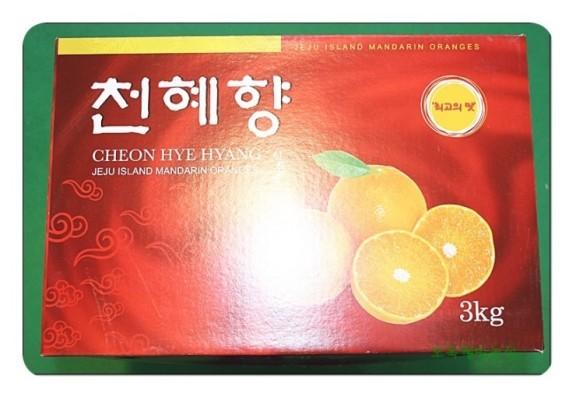 JEJU ISLAND MANDARIN ORANGES
천혜향
"최고의 맛"
CHEON HYE HYANG
JEJU ISLAND MANDARIN ORANGES
3kg